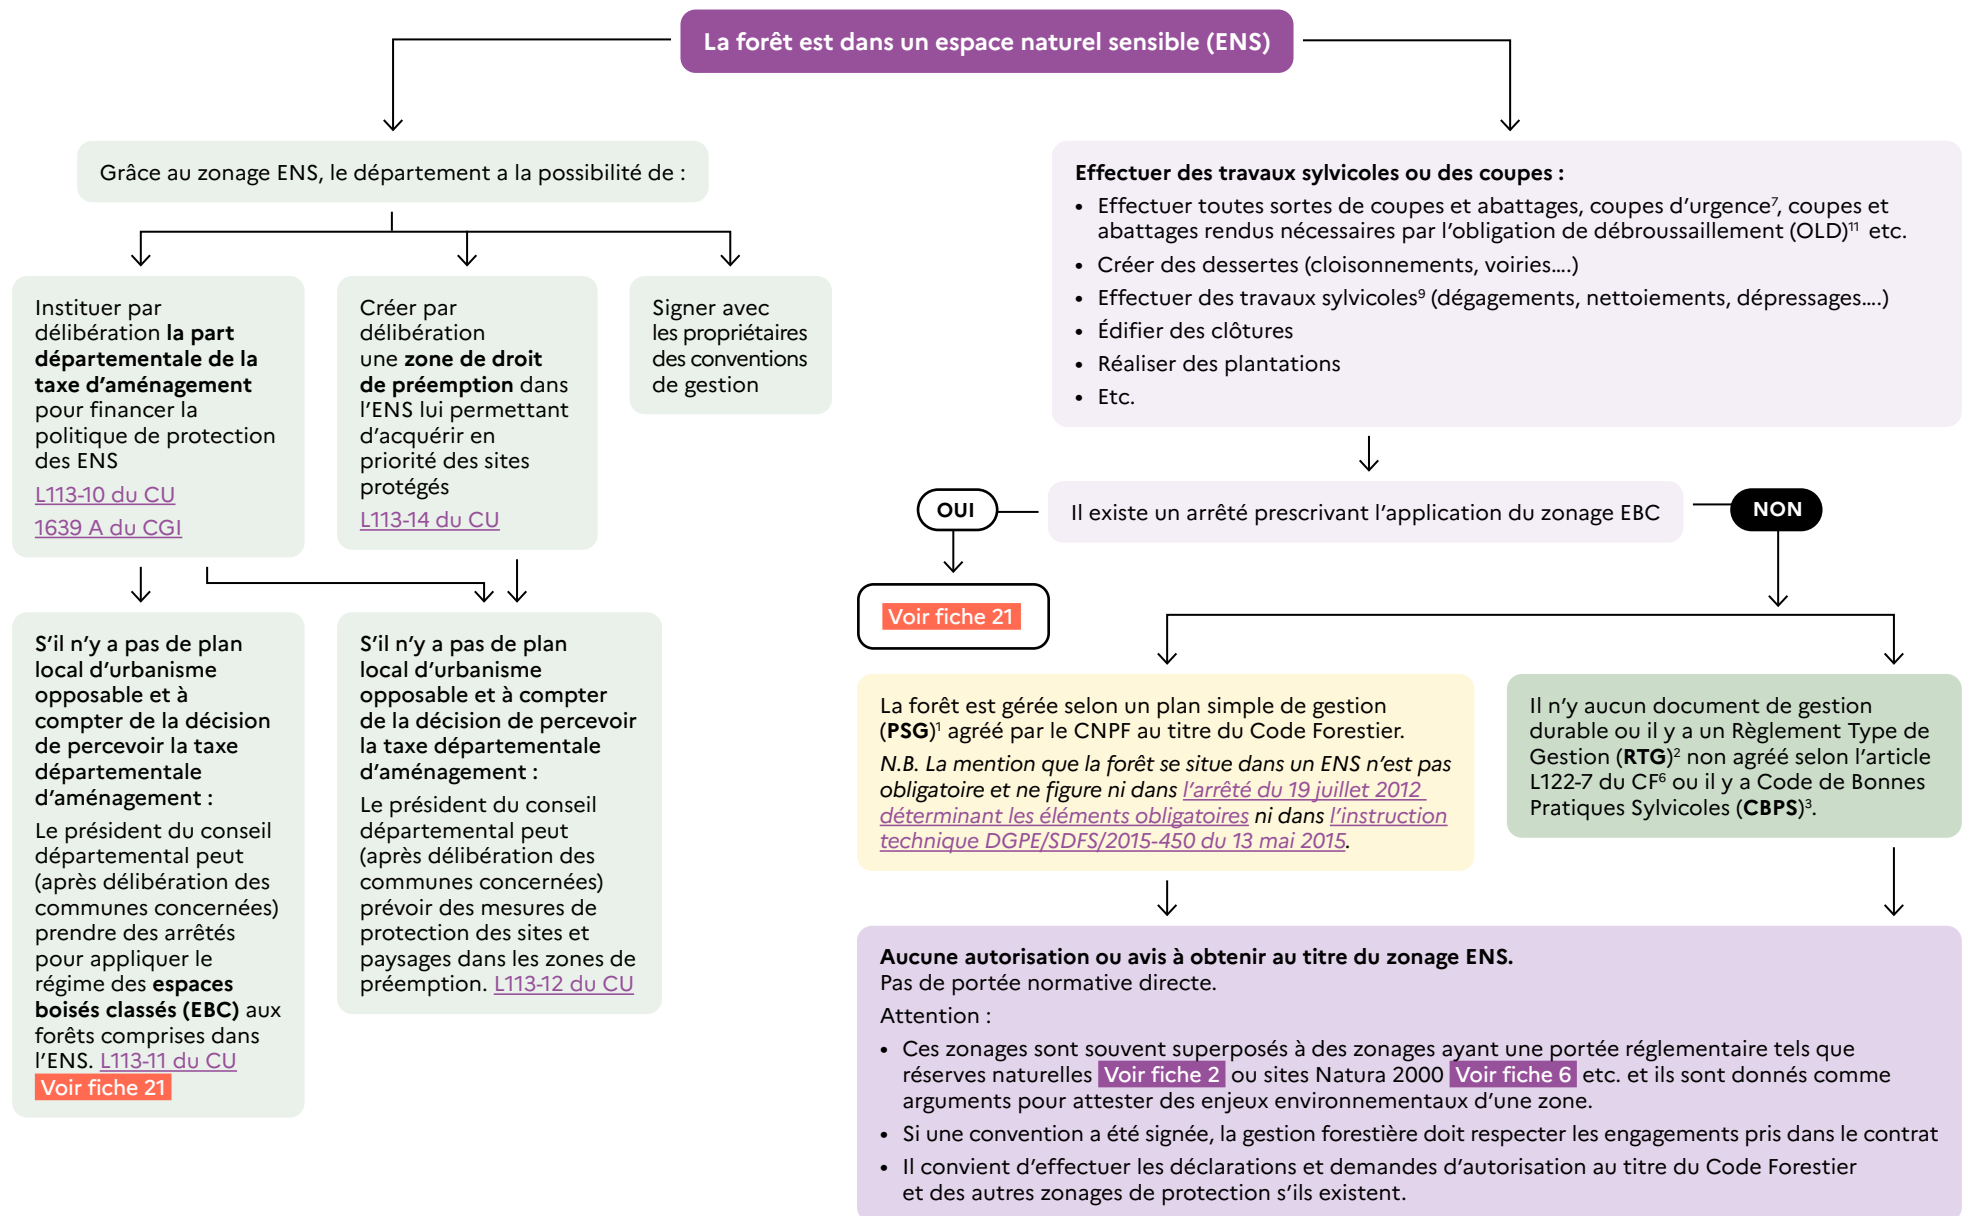 La forêt est dans un espace naturel sensible (ENS)
Grâce au zonage ENS, le département a la possibilité de :
Instituer par
délibération la part
départementale de la
taxe d'aménagement
pour financer la
politique de protection
des ENS
L113-10 du CU
1639 A du CGI
Créer par
délibération
une zone de droit
de préemption dans
l'ENS lui permettant
d'acquérir en
priorité des sites
protégés
L113-14 du CU
Signer avec
les propriétaires
des conventions
de gestion
S'il n'y a pas de plan
local d'urbanisme
opposable et à
compter de la décision
de percevoir la taxe
départementale
d'aménagement :
Le président du conseil
départemental peut
(après délibération des
communes concernées)
prendre des arrêtés
pour appliquer le
régime des espaces
boisés classés (EBC) aux
forêts comprises dans
l'ENS. L113-11 du CU
Voir fiche 21
S'il n'y a pas de plan
local d'urbanisme
opposable et à compter
de la décision de percevoir
la taxe départementale
d'aménagement :
Le président du conseil
départemental peut
(après délibération des
communes concernées)
prévoir des mesures de
protection des sites et
paysages dans les zones de
préemption. L113-12 du CU
Effectuer des travaux sylvicoles ou des coupes :
• Effectuer toutes sortes de coupes et abattages, coupes d'urgence⁷, coupes et
abattages rendus nécessaires par l'obligation de débroussaillement (OLD)¹¹ etc.
• Créer des dessertes (cloisonnements, voiries….)
• Effectuer des travaux sylvicoles⁹ (dégagements, nettoiements, dépressages….)
• Édifier des clôtures
• Réaliser des plantations
• Etc.
OUI
Il existe un arrêté prescrivant l'application du zonage EBC
NON
Voir fiche 21
La forêt est gérée selon un plan simple de gestion
(PSG)¹ agréé par le CNPF au titre du Code Forestier.
N.B. La mention que la forêt se situe dans un ENS n'est pas
obligatoire et ne figure ni dans l'arrêté du 19 juillet 2012
déterminant les éléments obligatoires ni dans l'instruction
technique DGPE/SDFS/2015-450 du 13 mai 2015.
Il n'y aucun document de gestion
durable ou il y a un Règlement Type de
Gestion (RTG)² non agréé selon l'article
L122-7 du CF⁶ ou il y a Code de Bonnes
Pratiques Sylvicoles (CBPS)³.
Aucune autorisation ou avis à obtenir au titre du zonage ENS.
Pas de portée normative directe.
Attention :
• Ces zonages sont souvent superposés à des zonages ayant une portée réglementaire tels que
réserves naturelles Voir fiche 2 ou sites Natura 2000 Voir fiche 6 etc. et ils sont donnés comme
arguments pour attester des enjeux environnementaux d'une zone.
• Si une convention a été signée, la gestion forestière doit respecter les engagements pris dans le contrat
• Il convient d'effectuer les déclarations et demandes d'autorisation au titre du Code Forestier
et des autres zonages de protection s'ils existent.